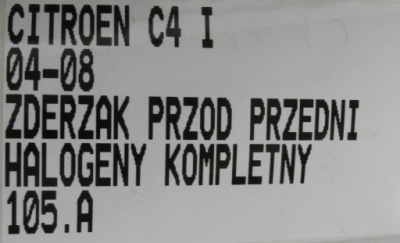 CITROEN C4 I
04-08
ZDERZAK PRZOD PRZEDNI
HALOGENY KOMPLETNY
105.A